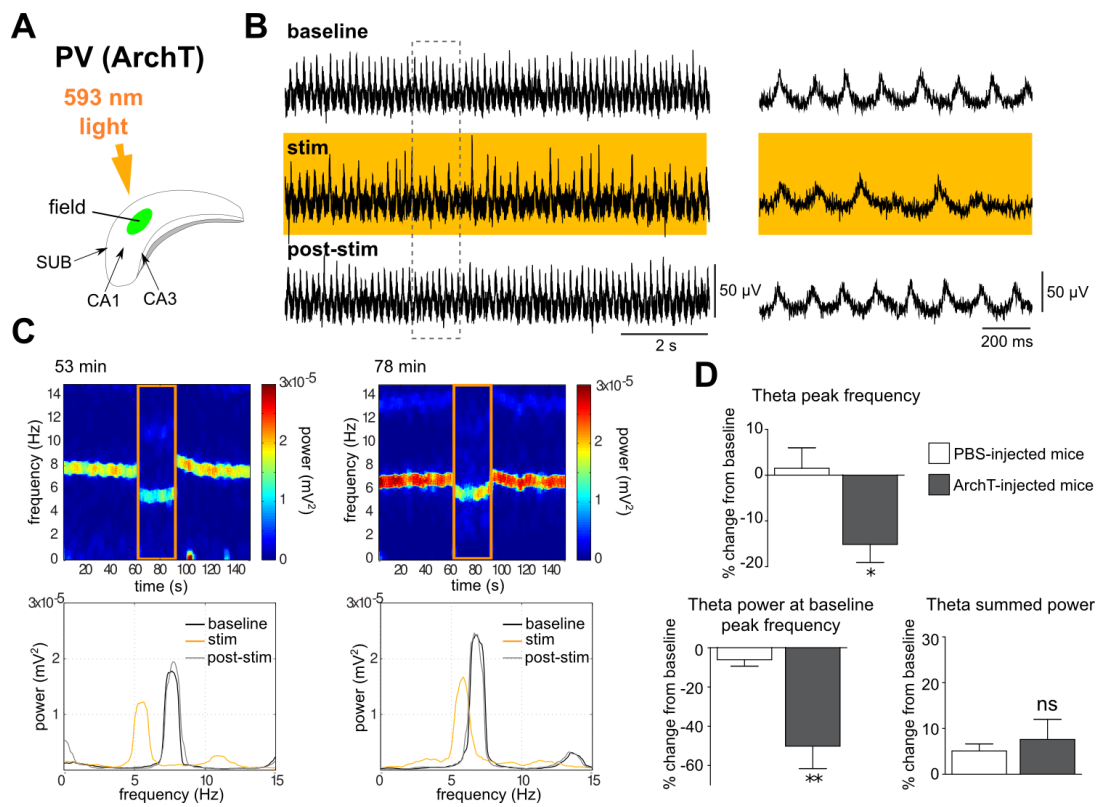 A
PV (ArchT)
593 nm
light
field
SUB
CA1
CA3
B
baseline
stim
post-stim
50 µV
2 s
50 µV
200 ms
C
53 min
3x10-5
14
12
10
8
6
4
2
0
frequency (Hz)
20 40 60 80 100 120 140
time (s)
2
1
0
power (mV2)
78 min
3x10-5
14
12
10
8
6
4
2
0
frequency (Hz)
20 40 60 80 100 120 140
time (s)
2
1
0
power (mV2)
3x10-5
2
1
power (mV2)
baseline
stim
post-stim
0 5 10 15
frequency (Hz)
3x10-5
2
1
power (mV2)
baseline
stim
post-stim
0 5 10 15
frequency (Hz)
D
Theta peak frequency
10
0
-10
-20
% change from baseline
*
PBS-injected mice
ArchT-injected mice
Theta power at baseline
peak frequency
0
-20
-40
-60
% change from baseline
**
Theta summed power
30
20
10
0
% change from baseline
ns